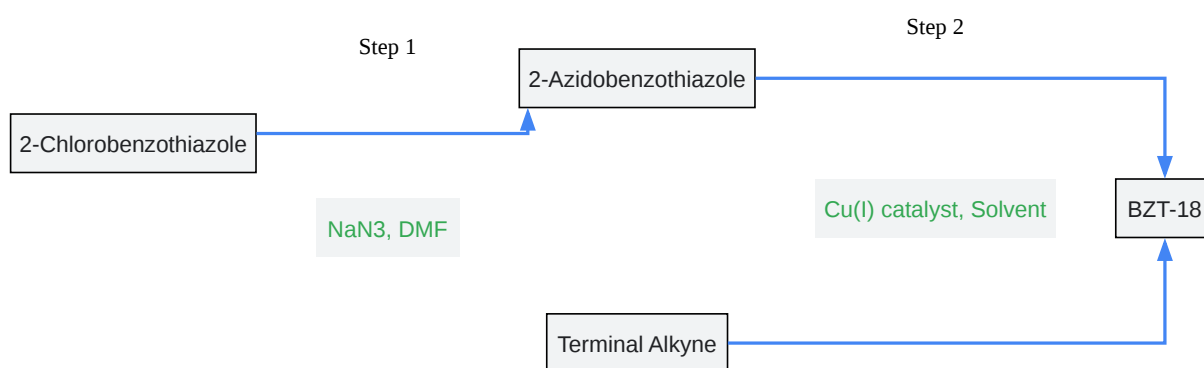 Step 1
Step 2
2-Azidobenzothiazole
2-Chlorobenzothiazole
NaN3, DMF
Cu(I) catalyst, Solvent
BZT-18
Terminal Alkyne